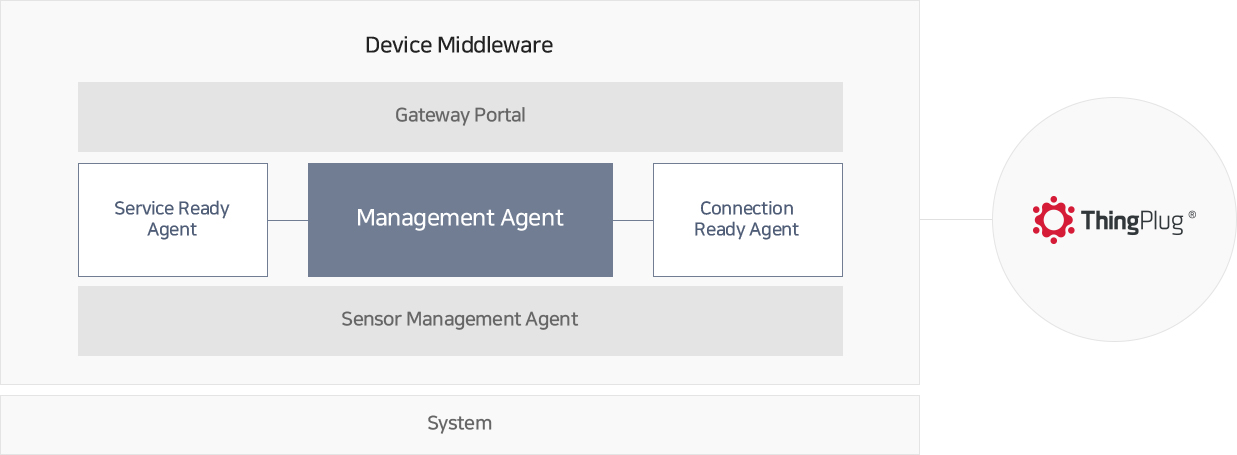 Device Middleware
Gateway Portal
Service Ready
Agent
Management Agent
Connection
Ready Agent
Sensor Management Agent
System
ThingPlug ®